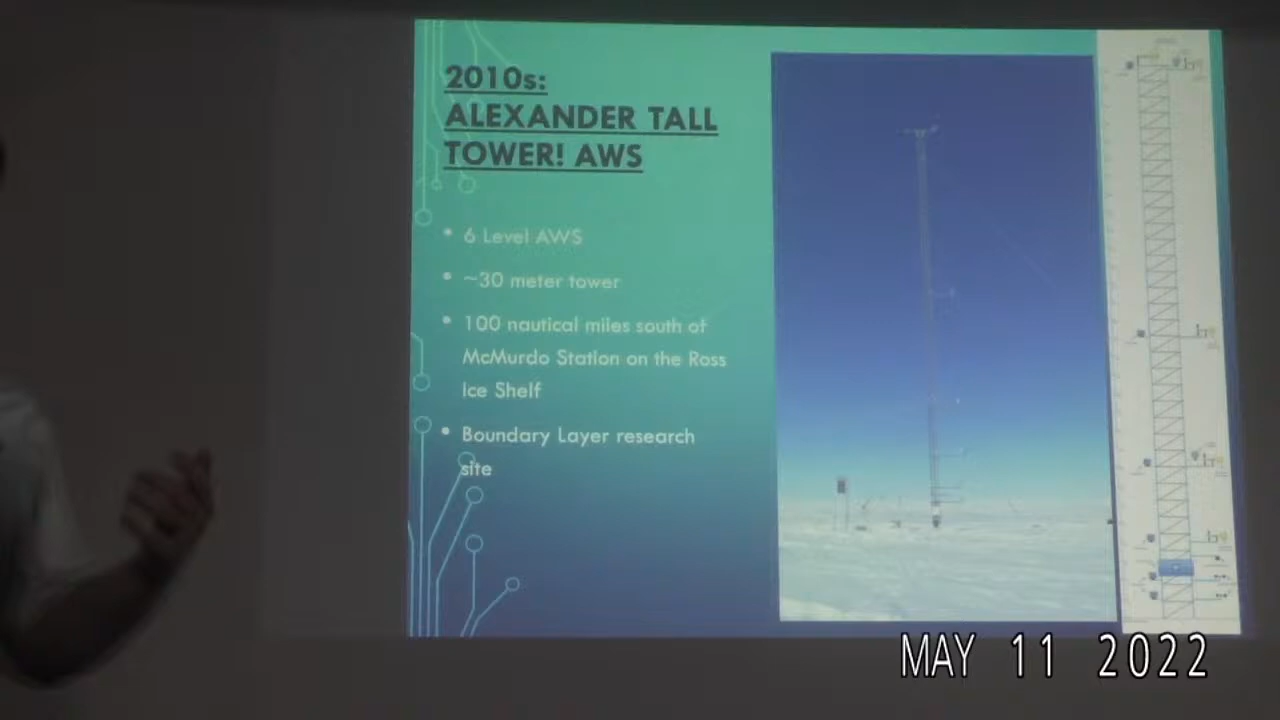 2010s:
ALEXANDER TALL
TOWER! AWS
• 6 Level AWS
• ~30 meter tower
• 100 nautical miles south of
McMurdo Station on the Ross
Ice Shelf
• Boundary Layer research
site
MAY 11 2022